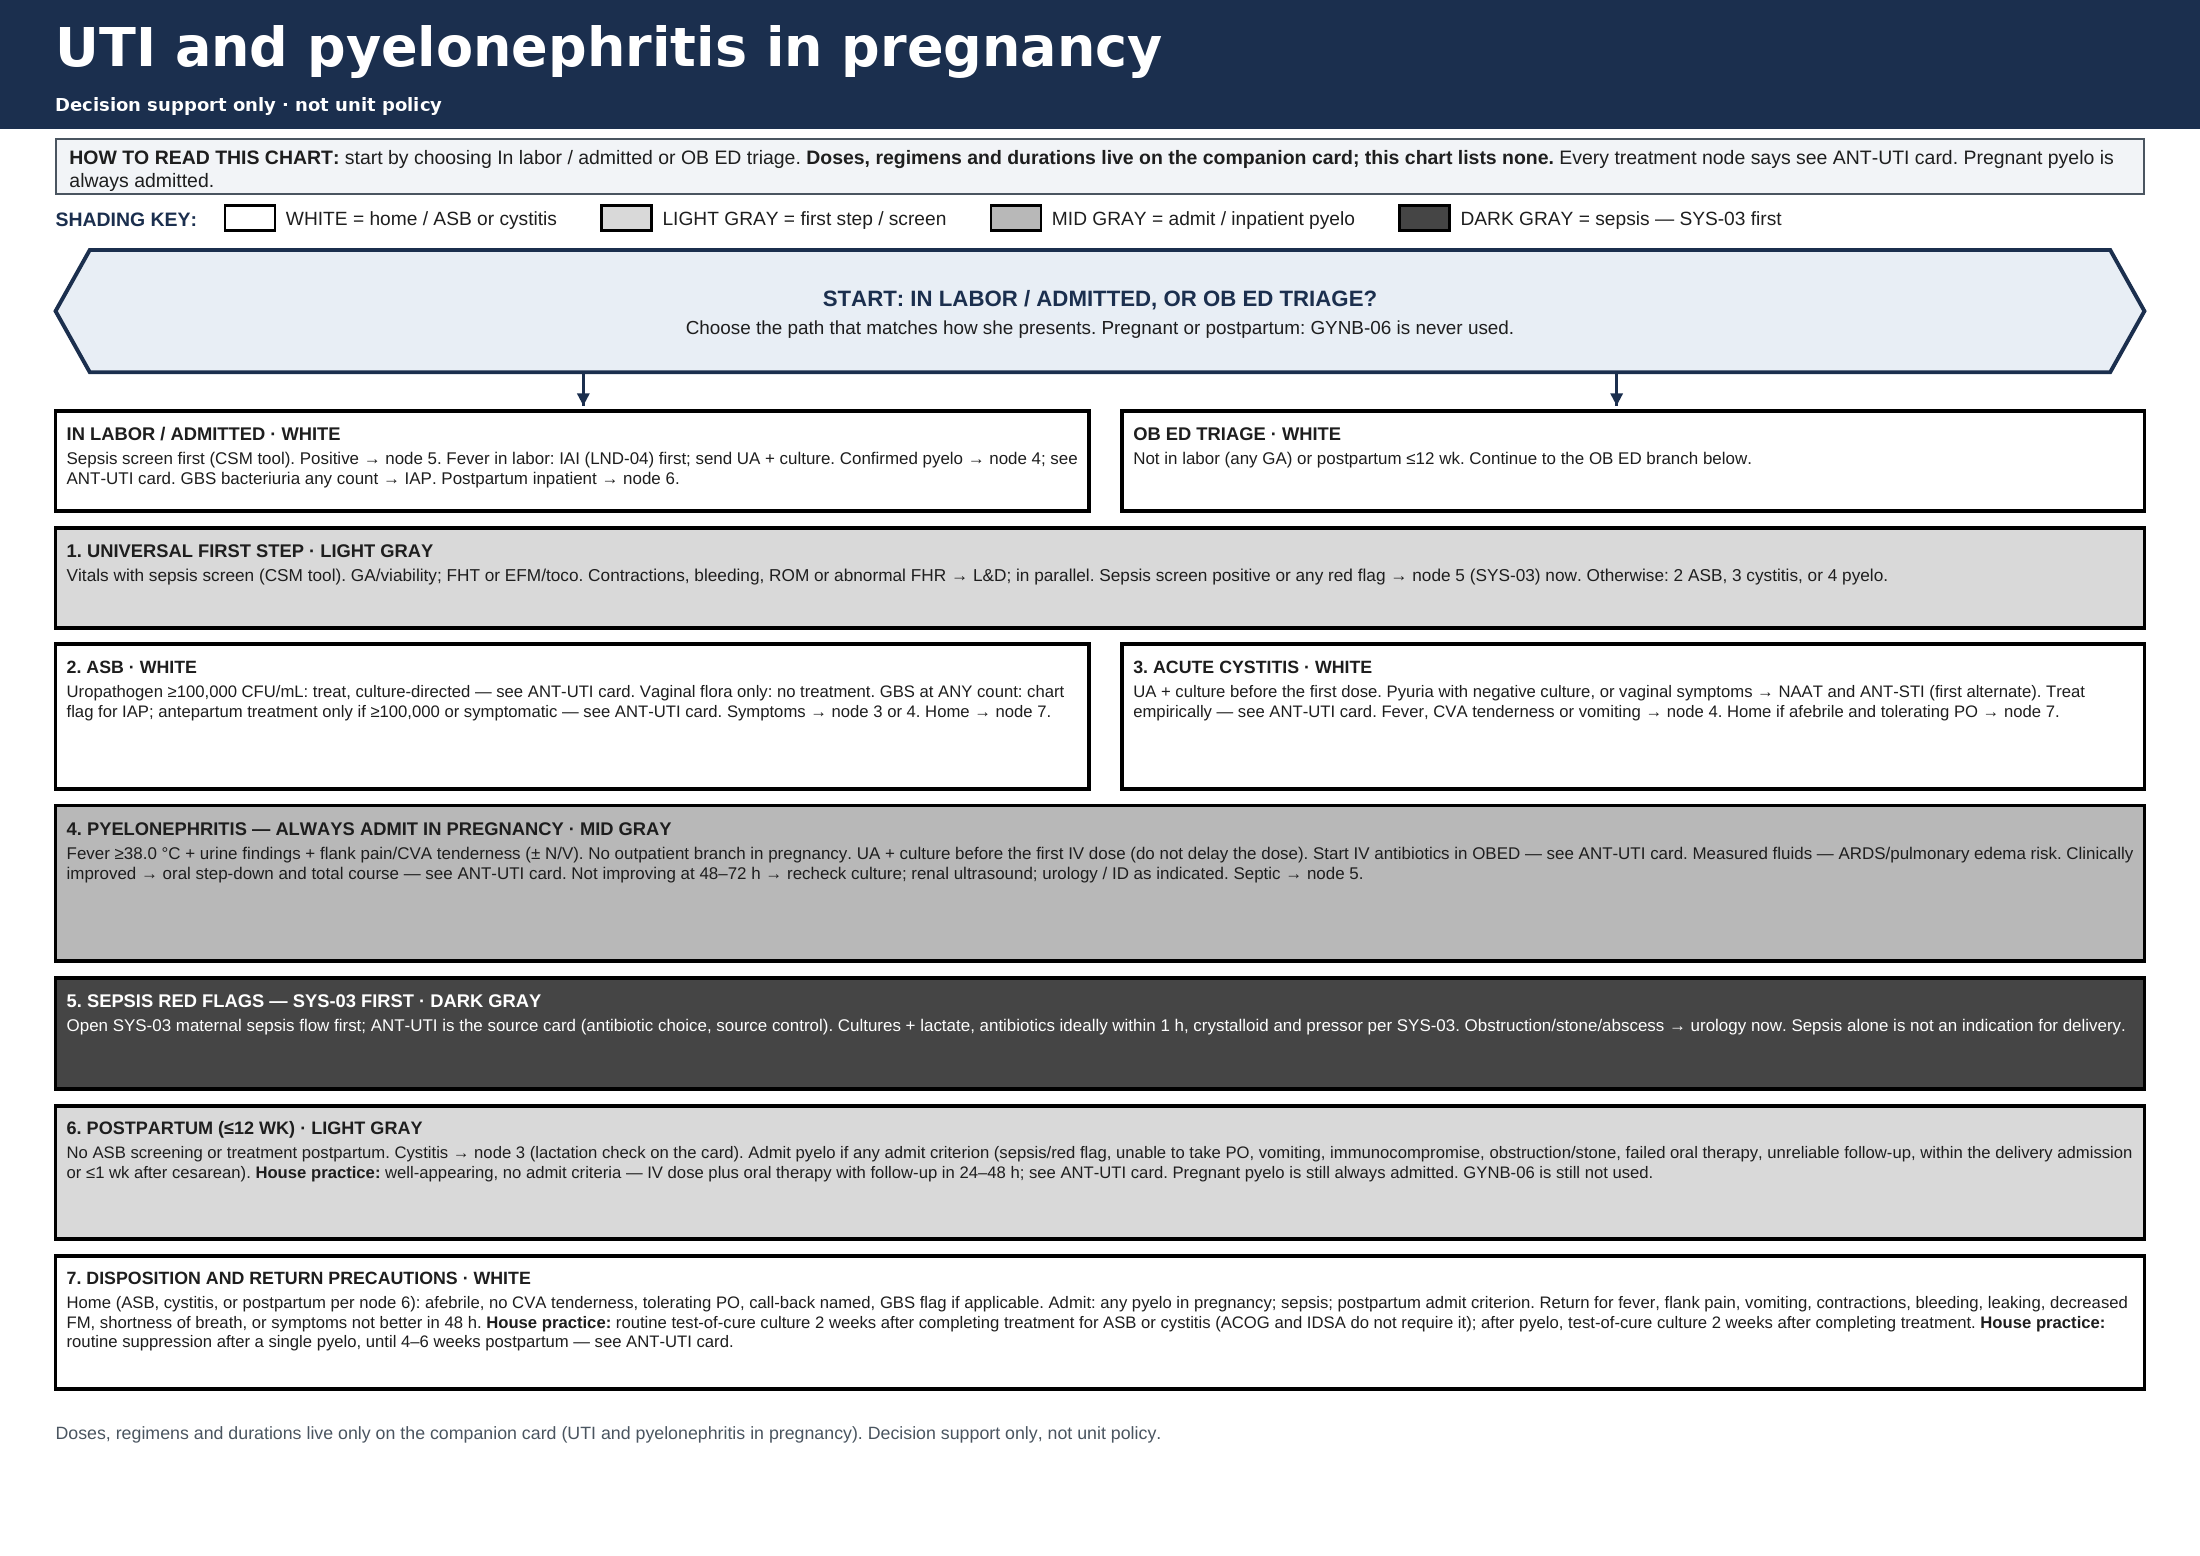 UTI and pyelonephritis in pregnancy
Decision support only · not unit policy
HOW TO READ THIS CHART: start by choosing In labor / admitted or OB ED triage. Doses, regimens and durations live on the companion card; this chart lists none. Every treatment node says see ANT-UTI card. Pregnant pyelo is
always admitted.
SHADING KEY: WHITE = home / ASB or cystitis LIGHT GRAY = first step / screen MID GRAY = admit / inpatient pyelo DARK GRAY = sepsis — SYS-03 first
START: IN LABOR / ADMITTED, OR OB ED TRIAGE?
Choose the path that matches how she presents. Pregnant or postpartum: GYNB-06 is never used.
IN LABOR / ADMITTED · WHITE
Sepsis screen first (CSM tool). Positive → node 5. Fever in labor: IAI (LND-04) first; send UA + culture. Confirmed pyelo → node 4; see
ANT-UTI card. GBS bacteriuria any count → IAP. Postpartum inpatient → node 6.
OB ED TRIAGE · WHITE
Not in labor (any GA) or postpartum ≤12 wk. Continue to the OB ED branch below.
1. UNIVERSAL FIRST STEP · LIGHT GRAY
Vitals with sepsis screen (CSM tool). GA/viability; FHT or EFM/toco. Contractions, bleeding, ROM or abnormal FHR → L&D; in parallel. Sepsis screen positive or any red flag → node 5 (SYS-03) now. Otherwise: 2 ASB, 3 cystitis, or 4 pyelo.
2. ASB · WHITE
Uropathogen ≥100,000 CFU/mL: treat, culture-directed — see ANT-UTI card. Vaginal flora only: no treatment. GBS at ANY count: chart
flag for IAP; antepartum treatment only if ≥100,000 or symptomatic — see ANT-UTI card. Symptoms → node 3 or 4. Home → node 7.
3. ACUTE CYSTITIS · WHITE
UA + culture before the first dose. Pyuria with negative culture, or vaginal symptoms → NAAT and ANT-STI (first alternate). Treat
empirically — see ANT-UTI card. Fever, CVA tenderness or vomiting → node 4. Home if afebrile and tolerating PO → node 7.
4. PYELONEPHRITIS — ALWAYS ADMIT IN PREGNANCY · MID GRAY
Fever ≥38.0 °C + urine findings + flank pain/CVA tenderness (± N/V). No outpatient branch in pregnancy. UA + culture before the first IV dose (do not delay the dose). Start IV antibiotics in OBED — see ANT-UTI card. Measured fluids — ARDS/pulmonary edema risk. Clinically
improved → oral step-down and total course — see ANT-UTI card. Not improving at 48–72 h → recheck culture; renal ultrasound; urology / ID as indicated. Septic → node 5.
5. SEPSIS RED FLAGS — SYS-03 FIRST · DARK GRAY
Open SYS-03 maternal sepsis flow first; ANT-UTI is the source card (antibiotic choice, source control). Cultures + lactate, antibiotics ideally within 1 h, crystalloid and pressor per SYS-03. Obstruction/stone/abscess → urology now. Sepsis alone is not an indication for delivery.
6. POSTPARTUM (≤12 WK) · LIGHT GRAY
No ASB screening or treatment postpartum. Cystitis → node 3 (lactation check on the card). Admit pyelo if any admit criterion (sepsis/red flag, unable to take PO, vomiting, immunocompromise, obstruction/stone, failed oral therapy, unreliable follow-up, within the delivery admission
or ≤1 wk after cesarean). House practice: well-appearing, no admit criteria — IV dose plus oral therapy with follow-up in 24–48 h; see ANT-UTI card. Pregnant pyelo is still always admitted. GYNB-06 is still not used.
7. DISPOSITION AND RETURN PRECAUTIONS · WHITE
Home (ASB, cystitis, or postpartum per node 6): afebrile, no CVA tenderness, tolerating PO, call-back named, GBS flag if applicable. Admit: any pyelo in pregnancy; sepsis; postpartum admit criterion. Return for fever, flank pain, vomiting, contractions, bleeding, leaking, decreased
FM, shortness of breath, or symptoms not better in 48 h. House practice: routine test-of-cure culture 2 weeks after completing treatment for ASB or cystitis (ACOG and IDSA do not require it); after pyelo, test-of-cure culture 2 weeks after completing treatment. House practice:
routine suppression after a single pyelo, until 4–6 weeks postpartum — see ANT-UTI card.
Doses, regimens and durations live only on the companion card (UTI and pyelonephritis in pregnancy). Decision support only, not unit policy.